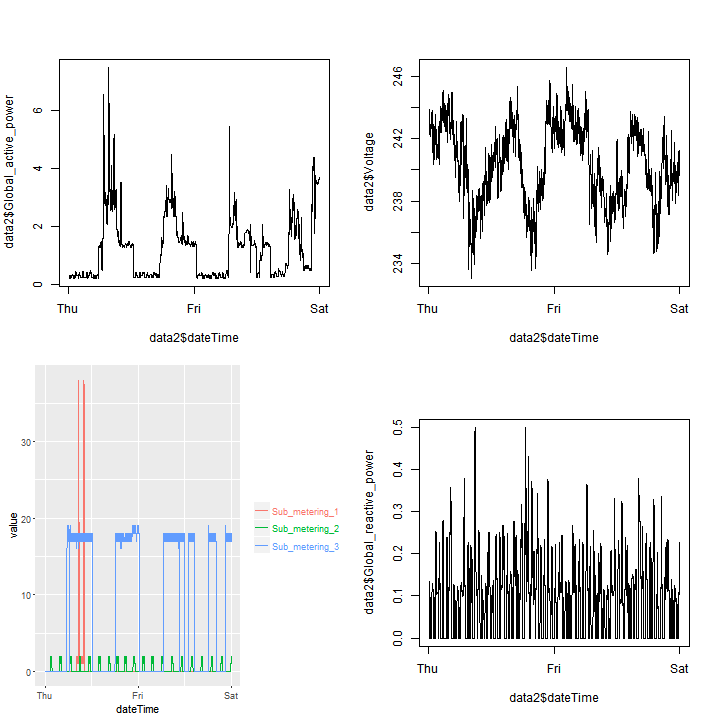 data2$Global_active_power
6
4
2
0
Thu Fri Sat
data2$dateTime
data2$Voltage
246
242
238
234
Thu Fri Sat
data2$dateTime
value
30
20
10
0
Thu Fri Sat
dateTime
Sub_metering_1
Sub_metering_2
Sub_metering_3
data2$Global_reactive_power
0.5
0.4
0.3
0.2
0.1
0.0
Thu Fri Sat
data2$dateTime